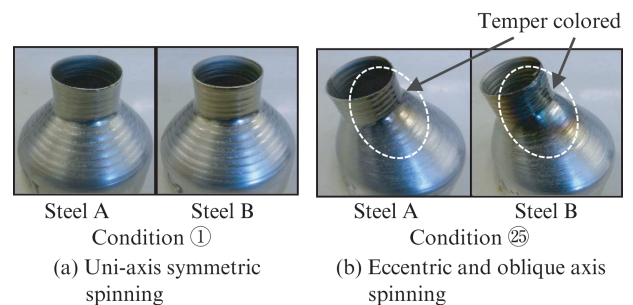 Temper colored
Steel A
Steel B
Condition ①
Steel A
Steel B
Condition ㉕
(a) Uni-axis symmetric
spinning
(b) Eccentric and oblique axis
spinning